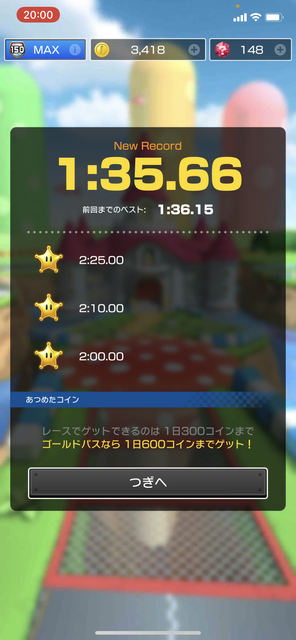 20:00
150 MAX i 3,418 + 148 +
New Record
1:35.66
前回までのベスト: 1:36.15
2:25.00
2:10.00
2:00.00
あつめたコイン
レースでゲットできるのは 1日300コインまで
ゴールドパスなら 1日600コインまでゲット！
つぎへ